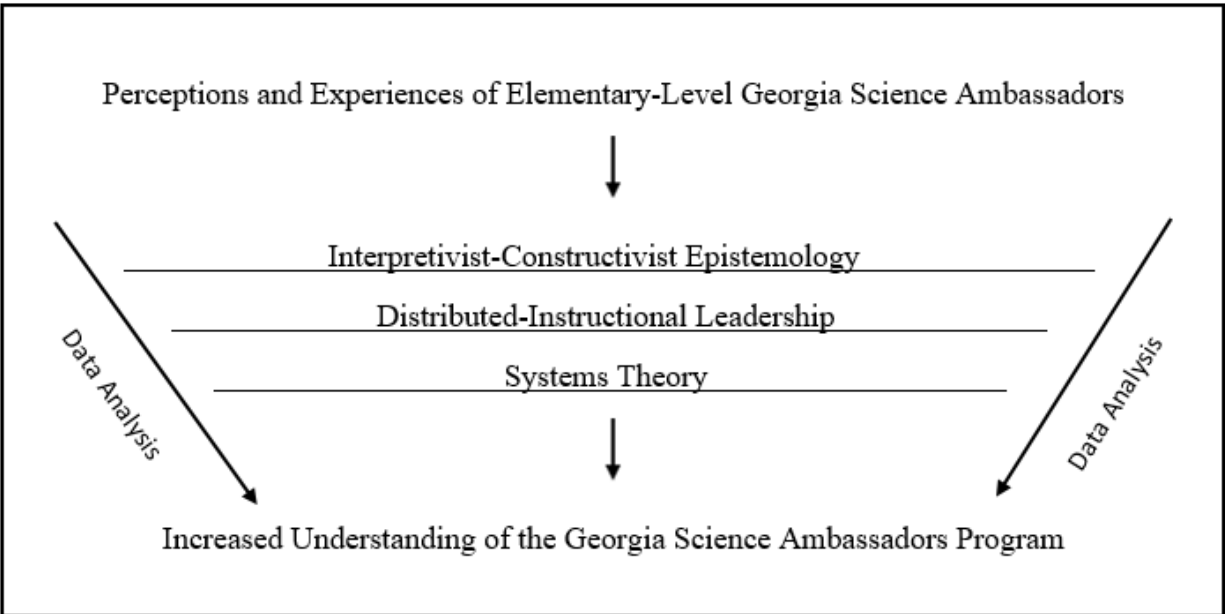 Perceptions and Experiences of Elementary-Level Georgia Science Ambassadors
Interpretivist-Constructivist Epistemology
Distributed-Instructional Leadership
Systems Theory
Data Analysis
Data Analysis
Increased Understanding of the Georgia Science Ambassadors Program